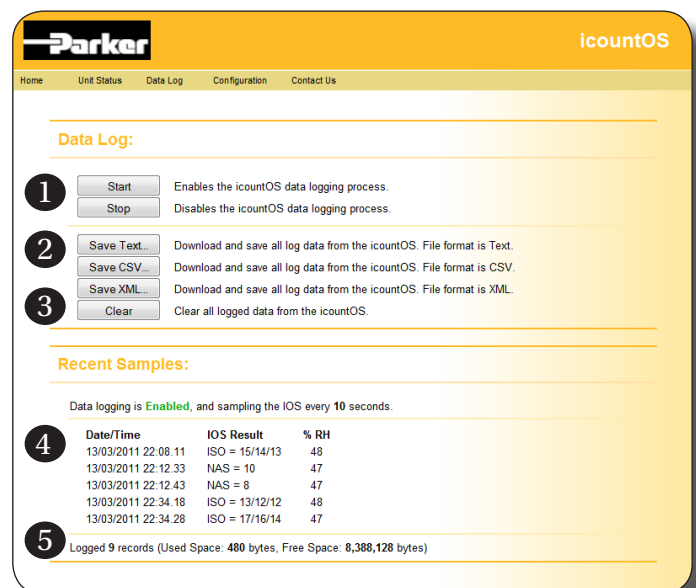 Parker
icountOS
Home Unit Status Data Log Configuration Contact Us
Data Log:
1 Start Enables the icountOS data logging process.
Stop Disables the icountOS data logging process.
2 Save Text... Download and save all log data from the icountOS. File format is Text.
Save CSV... Download and save all log data from the icountOS. File format is CSV.
Save XML... Download and save all log data from the icountOS. File format is XML.
3 Clear Clear all logged data from the icountOS.
Recent Samples:
Data logging is Enabled, and sampling the IOS every 10 seconds.
4 Date/Time IOS Result % RH
13/03/2011 22:08.11 ISO = 15/14/13 48
13/03/2011 22:12.33 NAS = 10 47
13/03/2011 22:12.43 NAS = 8 47
13/03/2011 22:34.18 ISO = 13/12/12 48
13/03/2011 22:34.28 ISO = 17/16/14 47
5 Logged 9 records (Used Space: 480 bytes, Free Space: 8,388,128 bytes)